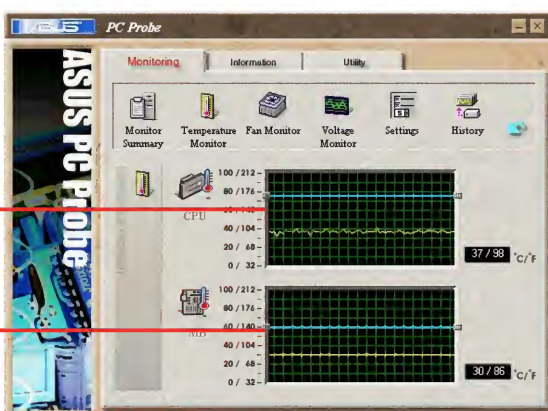 ASUS PC Probe
ASUS PC Probe
Monitoring Information Utility
Monitor Summary
Temperature Monitor
Fan Monitor
Voltage Monitor
Settings
History
100 / 212
80 / 176
40 / 104
20 / 68
0 / 32
CPU
37 / 98 °C/°F
100 / 212
80 / 176
60 / 140
40 / 104
20 / 68
0 / 32
MB
30 / 86 °C/°F